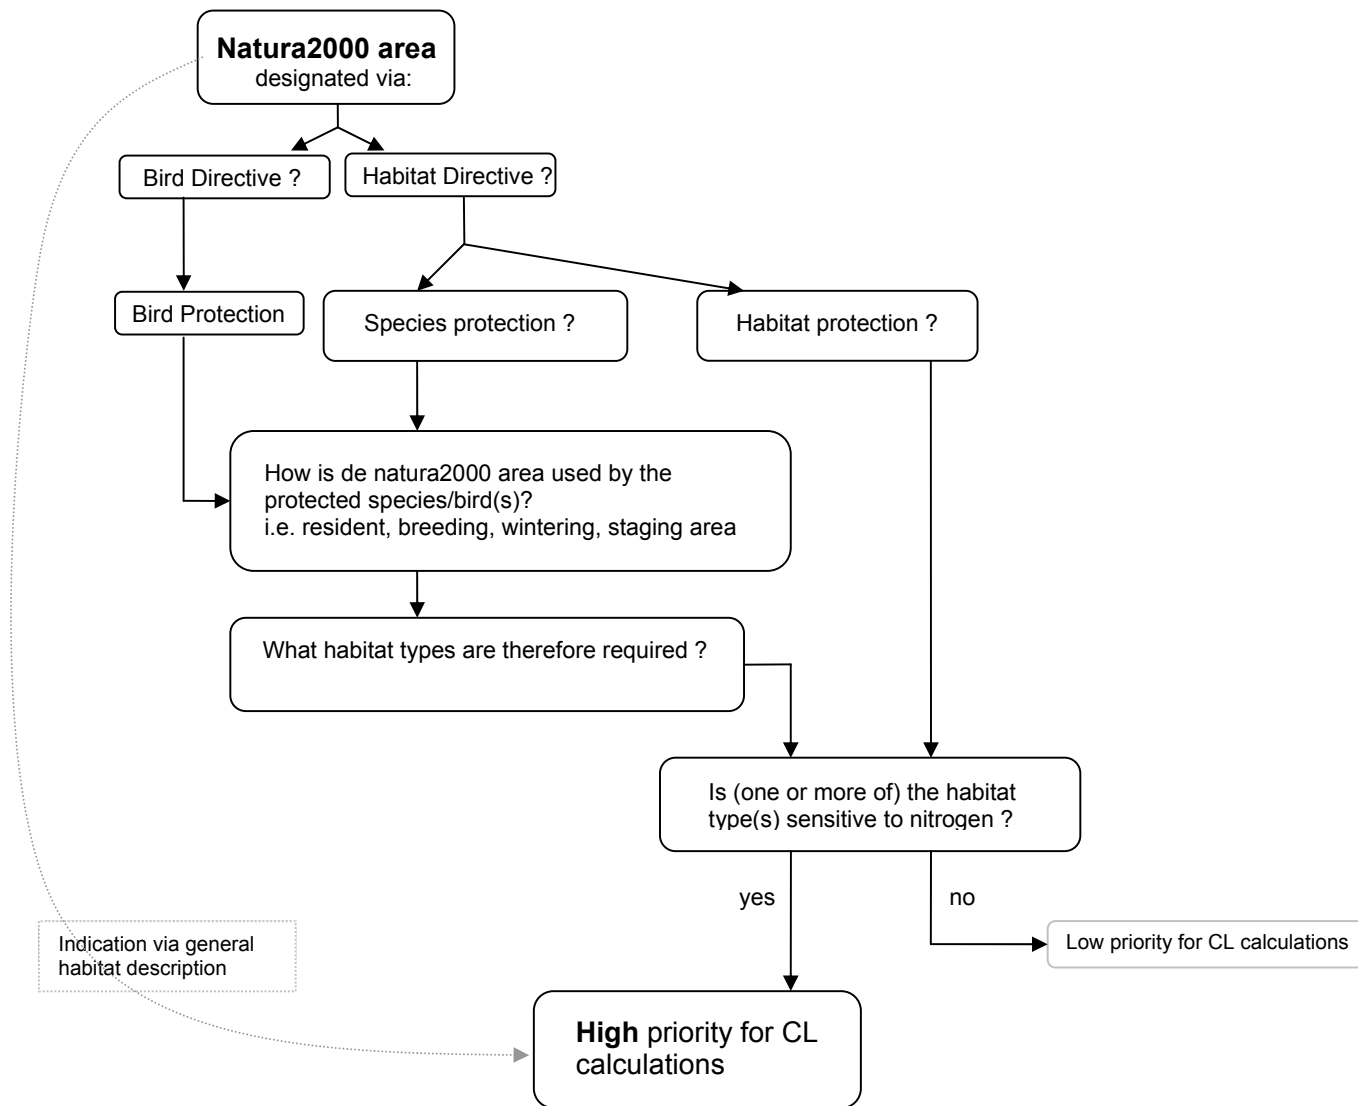 Natura2000 area
designated via:
Bird Directive ?
Habitat Directive ?
Bird Protection
Species protection ?
Habitat protection ?
How is de natura2000 area used by the
protected species/bird(s)?
i.e. resident, breeding, wintering, staging area
What habitat types are therefore required ?
Is (one or more of) the habitat
type(s) sensitive to nitrogen ?
yes
no
Indication via general
habitat description
Low priority for CL calculations
High priority for CL
calculations